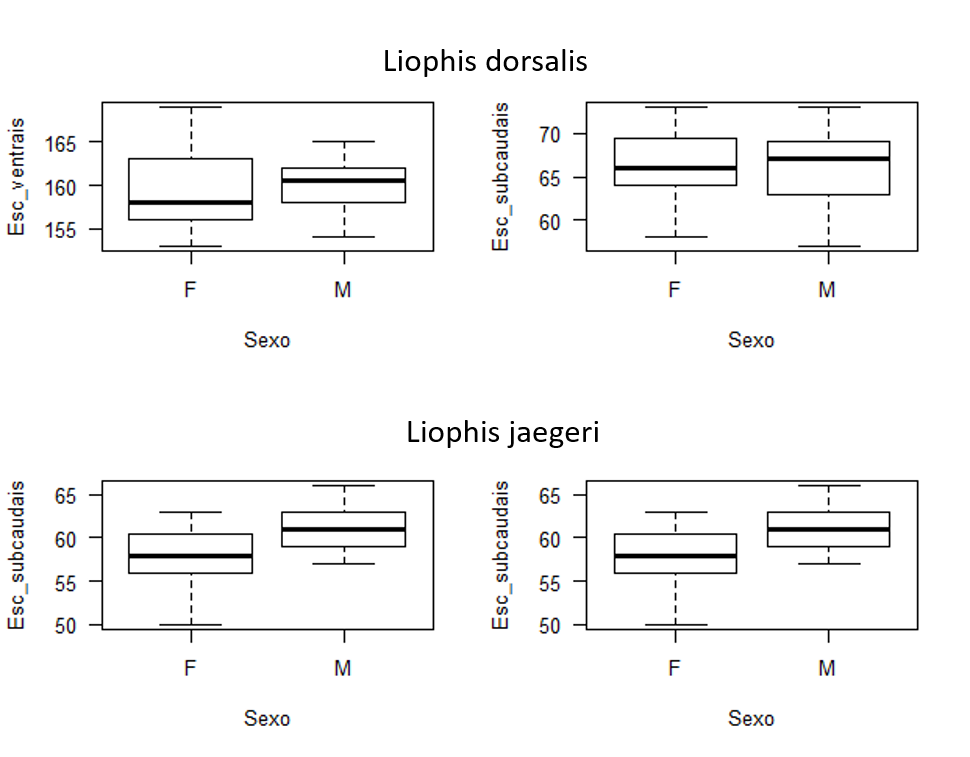 Liophis dorsalis
Esc_ventrais
165
160
155
F M
Sexo
Esc_subcaudais
70
65
60
F M
Sexo
Liophis jaegeri
Esc_subcaudais
65
60
55
50
F M
Sexo
Esc_subcaudais
65
60
55
50
F M
Sexo